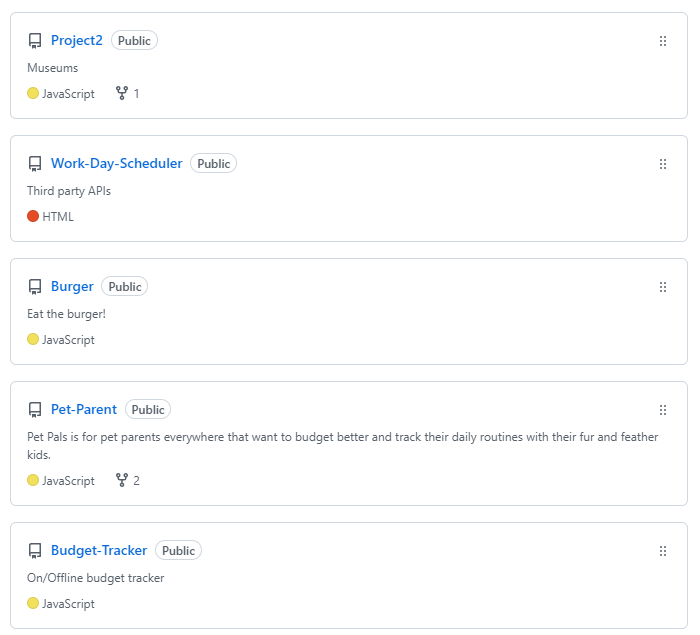 Project2 Public
Museums
JavaScript 1
Work-Day-Scheduler Public
Third party APIs
HTML
Burger Public
Eat the burger!
JavaScript
Pet-Parent Public
Pet Pals is for pet parents everywhere that want to budget better and track their daily routines with their fur and feather
kids.
JavaScript 2
Budget-Tracker Public
On/Offline budget tracker
JavaScript